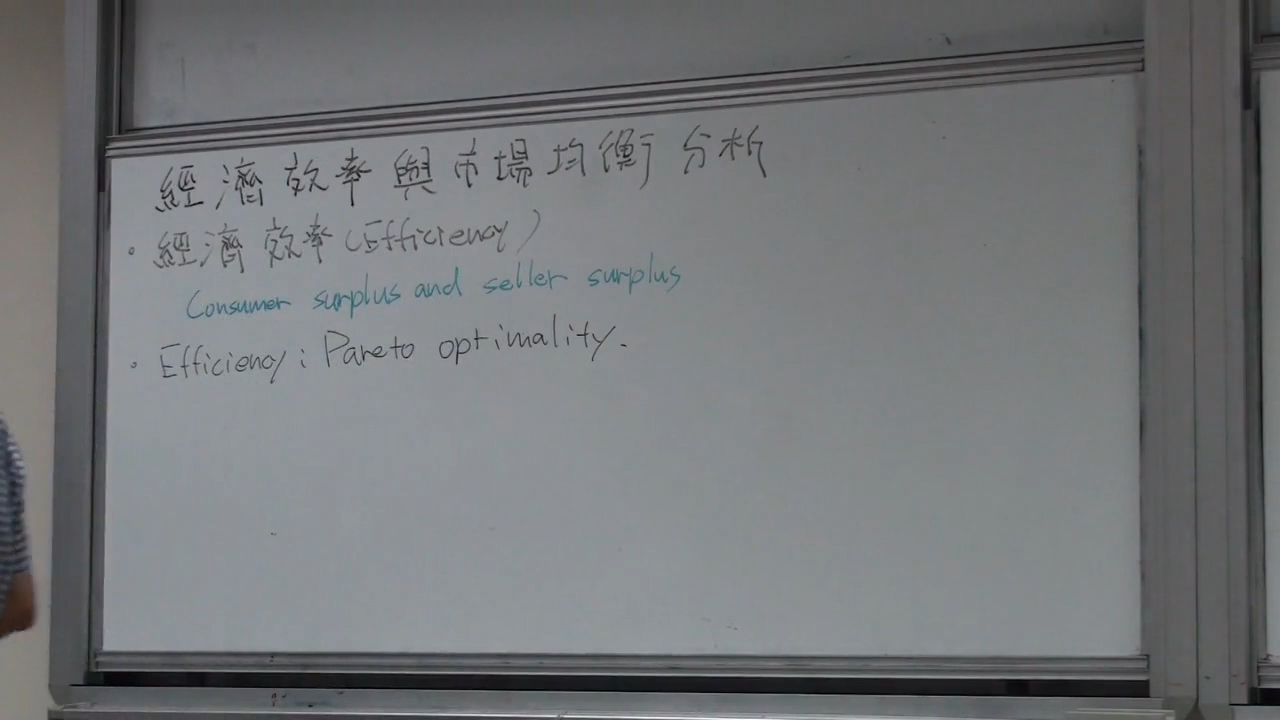 經濟效率與市場均衡分析
• 經濟效率(Efficiency)
Consumer surplus and seller surplus
• Efficiency: Pareto optimality.